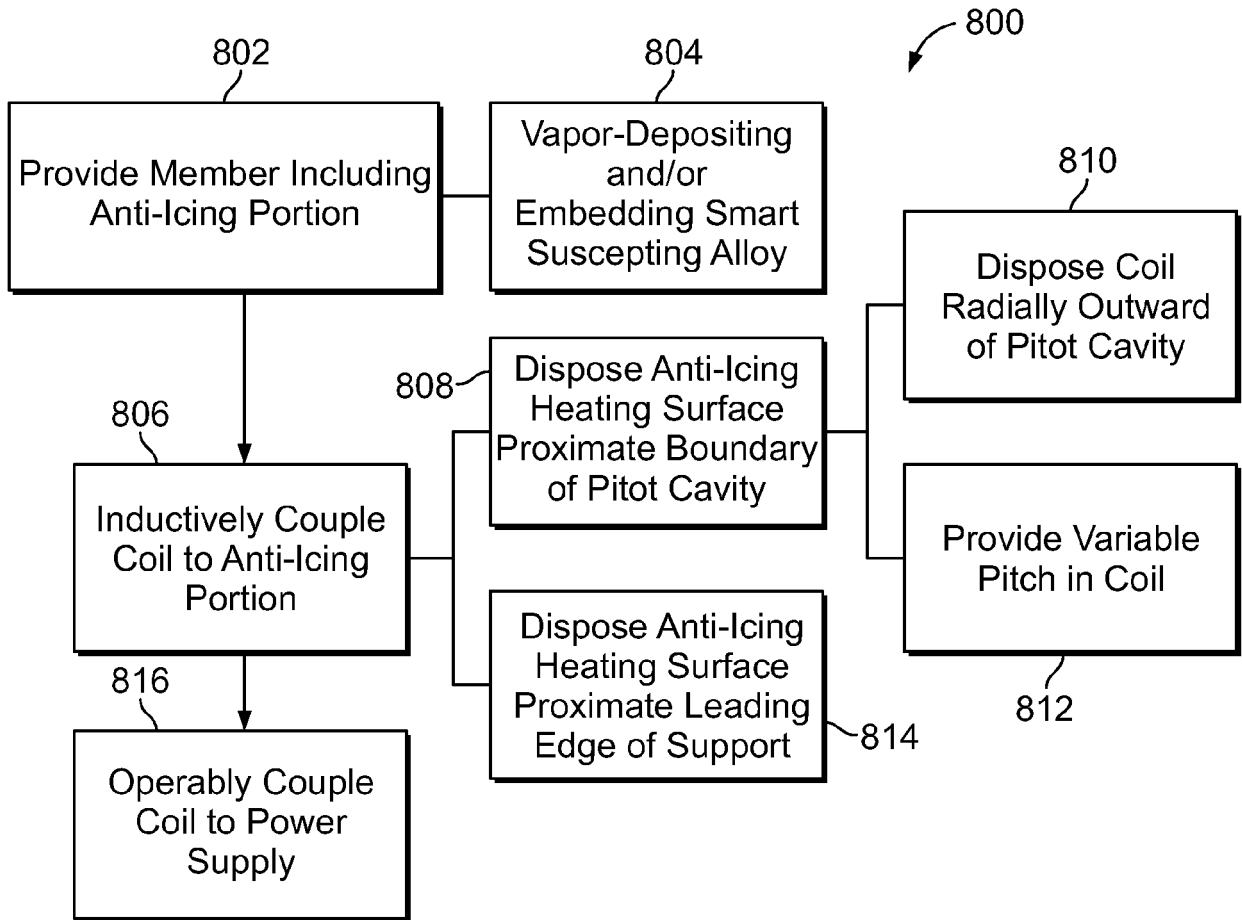 800
802
Provide Member Including
Anti-Icing Portion
804
Vapor-Depositing
and/or
Embedding Smart
Suscepting Alloy
806
Inductively Couple
Coil to Anti-Icing
Portion
808
Dispose Anti-Icing
Heating Surface
Proximate Boundary
of Pitot Cavity
810
Dispose Coil
Radially Outward
of Pitot Cavity
Provide Variable
Pitch in Coil
812
Dispose Anti-Icing
Heating Surface
Proximate Leading
Edge of Support
814
816
Operably Couple
Coil to Power
Supply